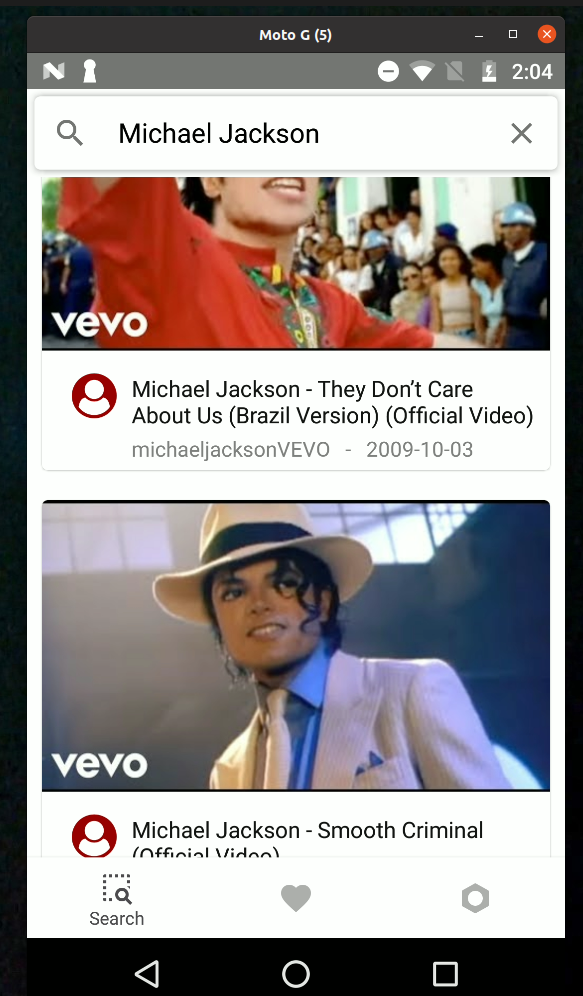 Moto G (5)
2:04
Michael Jackson
vevo
Michael Jackson - They Don’t Care
About Us (Brazil Version) (Official Video)
michaeljacksonVEVO - 2009-10-03
vevo
Michael Jackson - Smooth Criminal
(Official Video)
Search